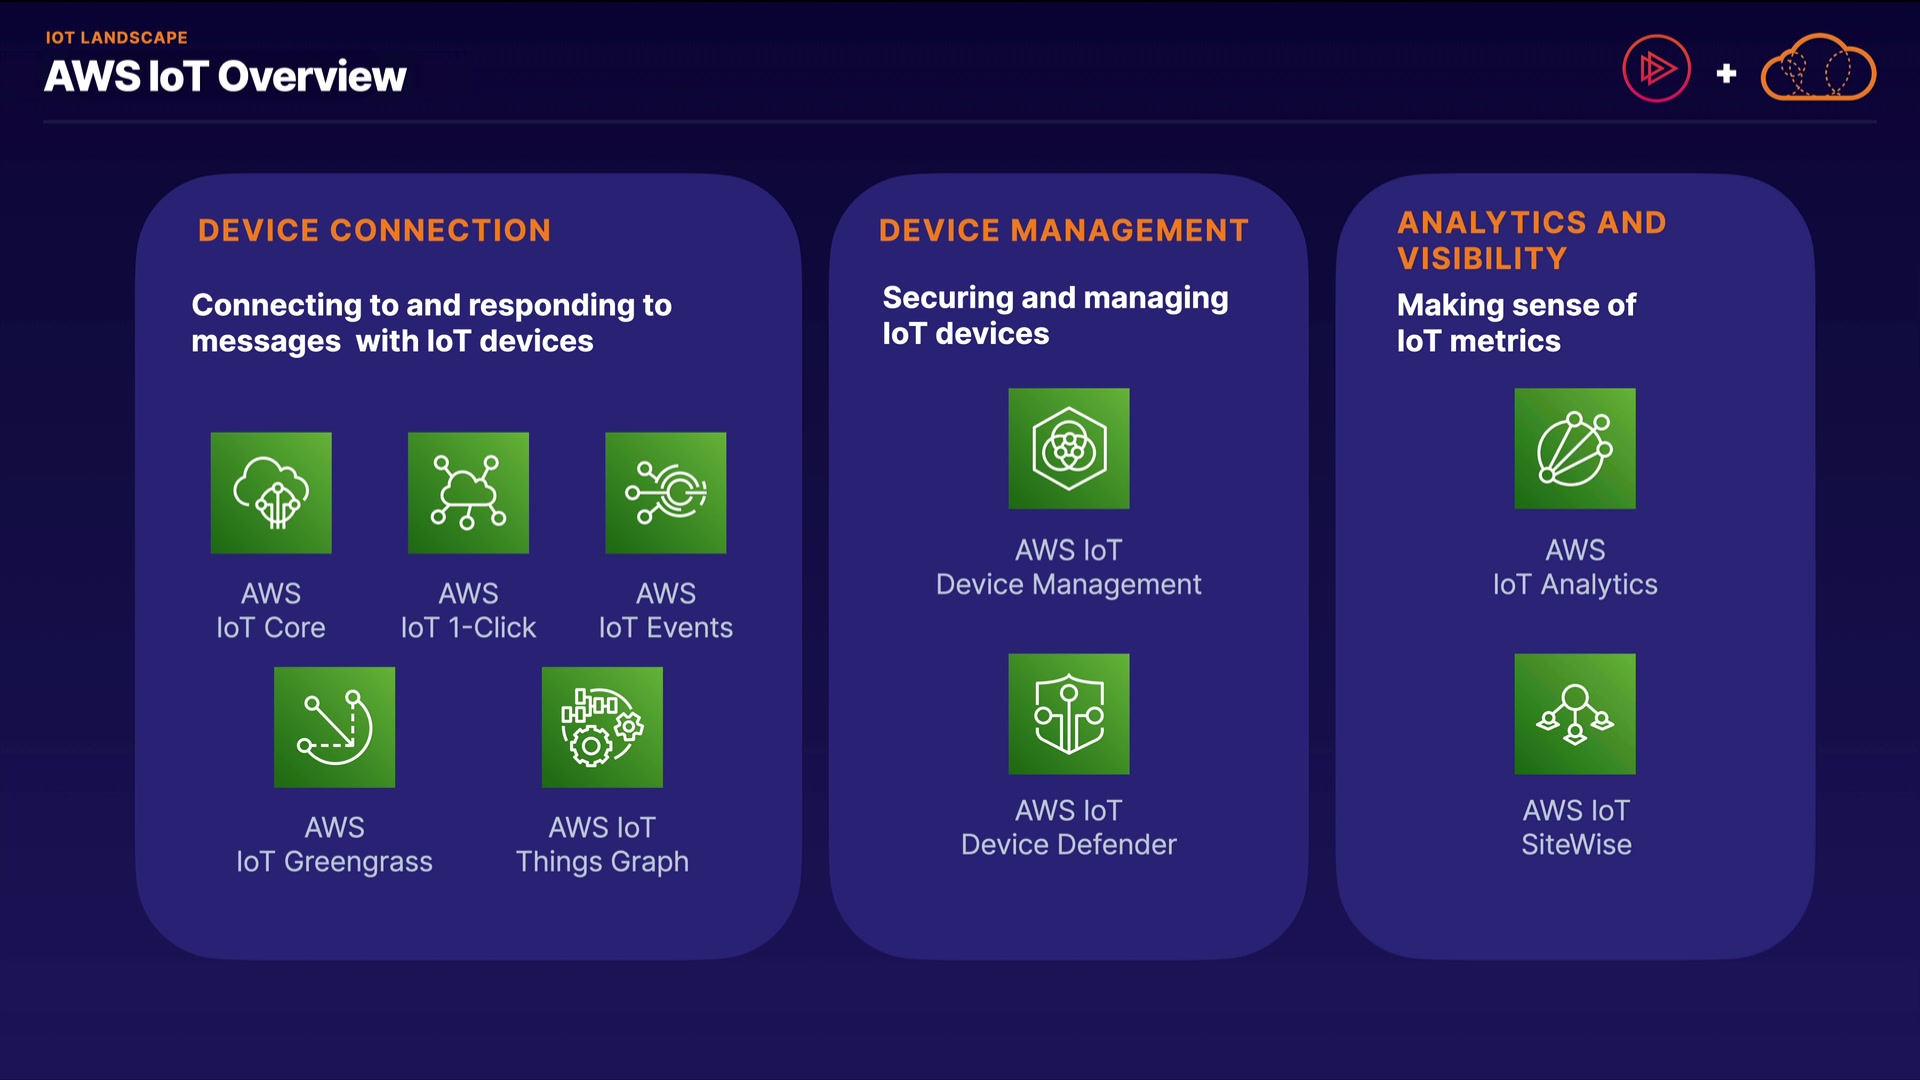 IOT LANDSCAPE
AWS IoT Overview
DEVICE CONNECTION
Connecting to and responding to
messages  with IoT devices
AWS
IoT Core
AWS
IoT 1-Click
AWS
IoT Events
AWS
IoT Greengrass
AWS IoT
Things Graph
DEVICE MANAGEMENT
Securing and managing
IoT devices
AWS IoT
Device Management
AWS IoT
Device Defender
ANALYTICS AND
VISIBILITY
Making sense of
IoT metrics
AWS
IoT Analytics
AWS IoT
SiteWise